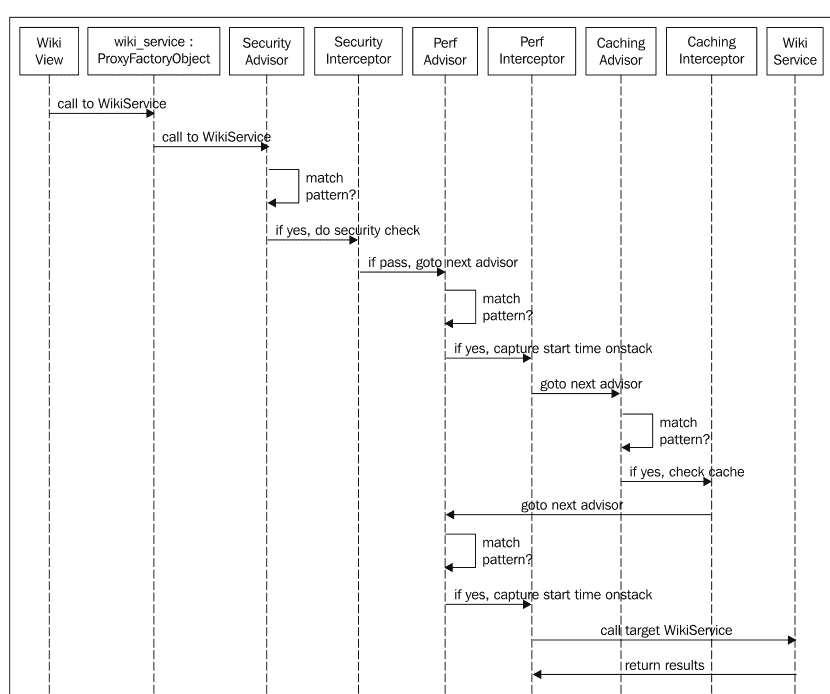 Wiki
View
wiki_service :
ProxyFactoryObject
Security
Advisor
Security
Interceptor
Perf
Advisor
Perf
Interceptor
Caching
Advisor
Caching
Interceptor
Wiki
Service
call to WikiService
call to WikiService
match
pattern?
if yes, do security check
if pass, goto next advisor
match
pattern?
if yes, capture start time onstack
goto next advisor
match
pattern?
if yes, check cache
goto next advisor
match
pattern?
if yes, capture start time onstack
call target WikiService
return results